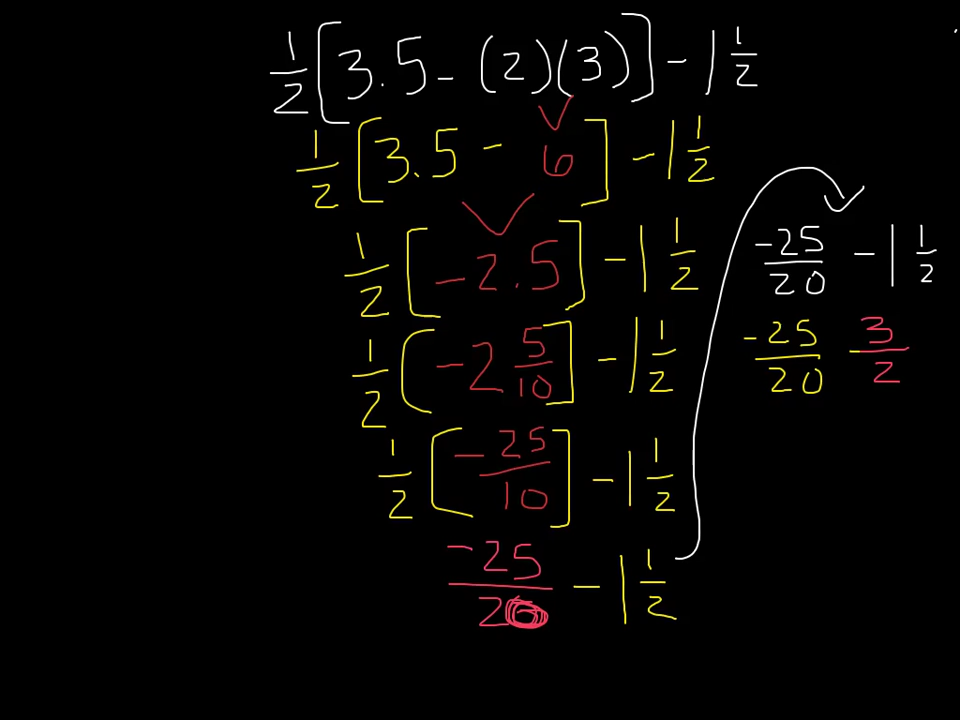 1/2 [3.5 - (2)(3)] - 1 1/2
1/2 [3.5 - 6] - 1 1/2
1/2 [-2.5] - 1 1/2
1/2 (-2 5/10] - 1 1/2
1/2 [-25/10] - 1 1/2
-25/20 - 1 1/2
-25/20 - 1 1/2
-25/20 - 3/2